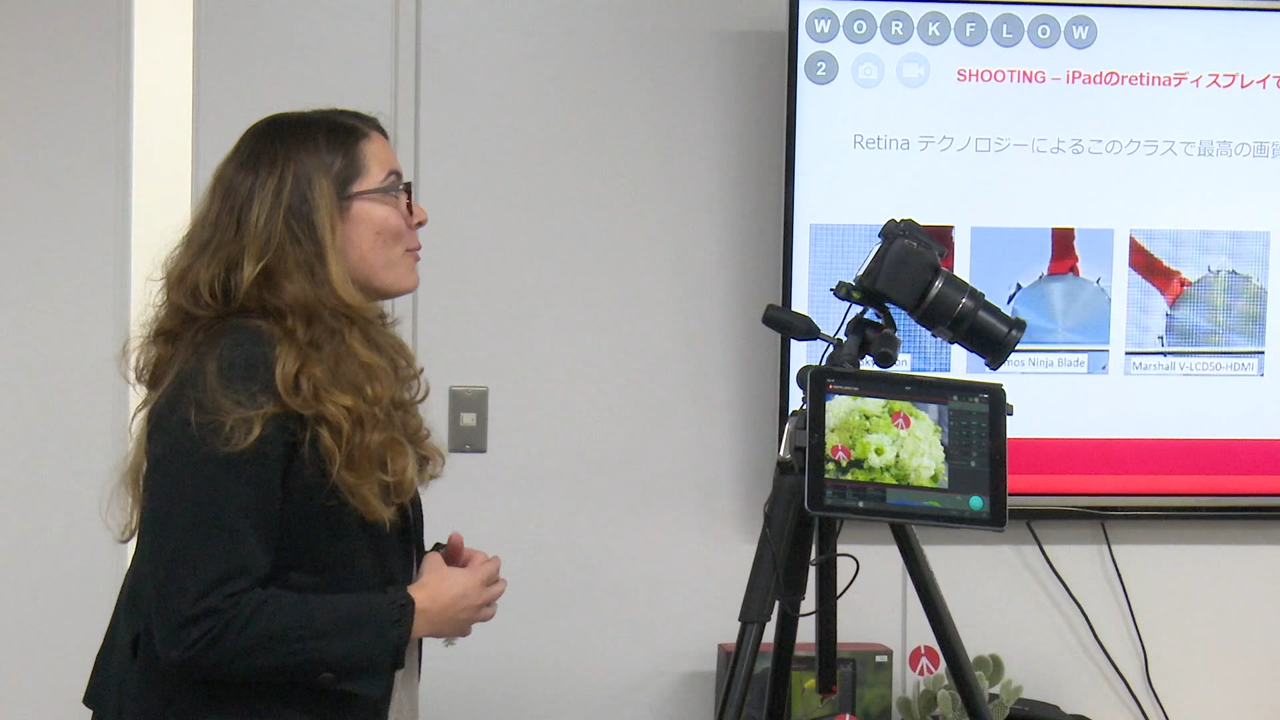 WORKFLOW
2
SHOOTING – iPadのretinaディスプレイ
Retina テクノロジーによるこのクラスで最高の画質
Ninja Blade
Marshall V-LCD50-HDMI